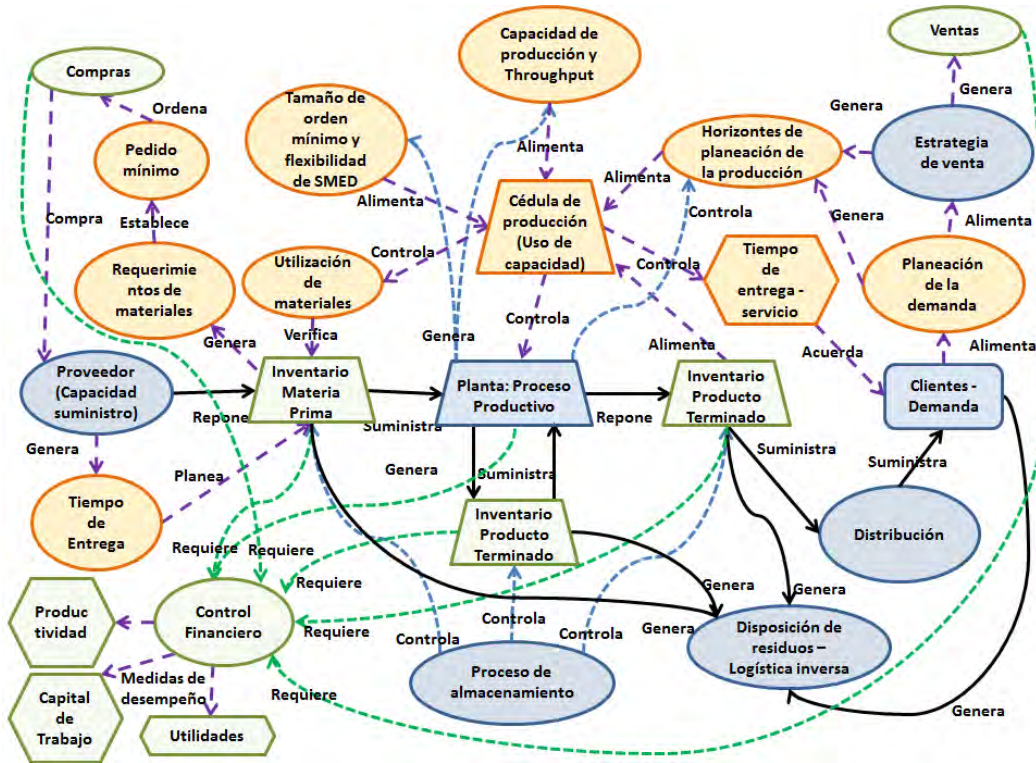 Compras
Capacidad de
producción y
Throughput
Ventas
Ordena
Tamaño de
orden
mínimo y
flexibilidad
de SMED
Genera
Genera
Pedido
mínimo
Alimenta
Horizontes de
planeación de
la producción
Estrategia
de venta
Alimenta
Alimenta
Cédula de
producción
(Uso de
capacidad)
Controla
Genera
Alimenta
Compra
Establece
Controla
Requerimie
ntos de
materiales
Utilización
de
materiales
Controla
Tiempo
de
entrega -
servicio
Planeación
de la
demanda
Controla
Verifica
Genera
Genera
Alimenta
Acuerda
Alimenta
Proveedor
(Capacidad
suministro)
Inventario
Materia
Prima
Planta: Proceso
Productivo
Inventario
Producto
Terminado
Clientes -
Demanda
Repone
Suministra
Repone
Genera
Planea
Genera
Suministra
Suministra
Tiempo
de
Entrega
Inventario
Producto
Terminado
Distribución
Requiere
Requiere
Requiere
Genera
Genera
Produc
tividad
Control
Financiero
Requiere
Controla
Controla
Controla
Genera
Disposición de
residuos –
Logística inversa
Proceso de
almacenamiento
Medidas de
desempeño
Requiere
Capital
de
Trabajo
Utilidades
Genera